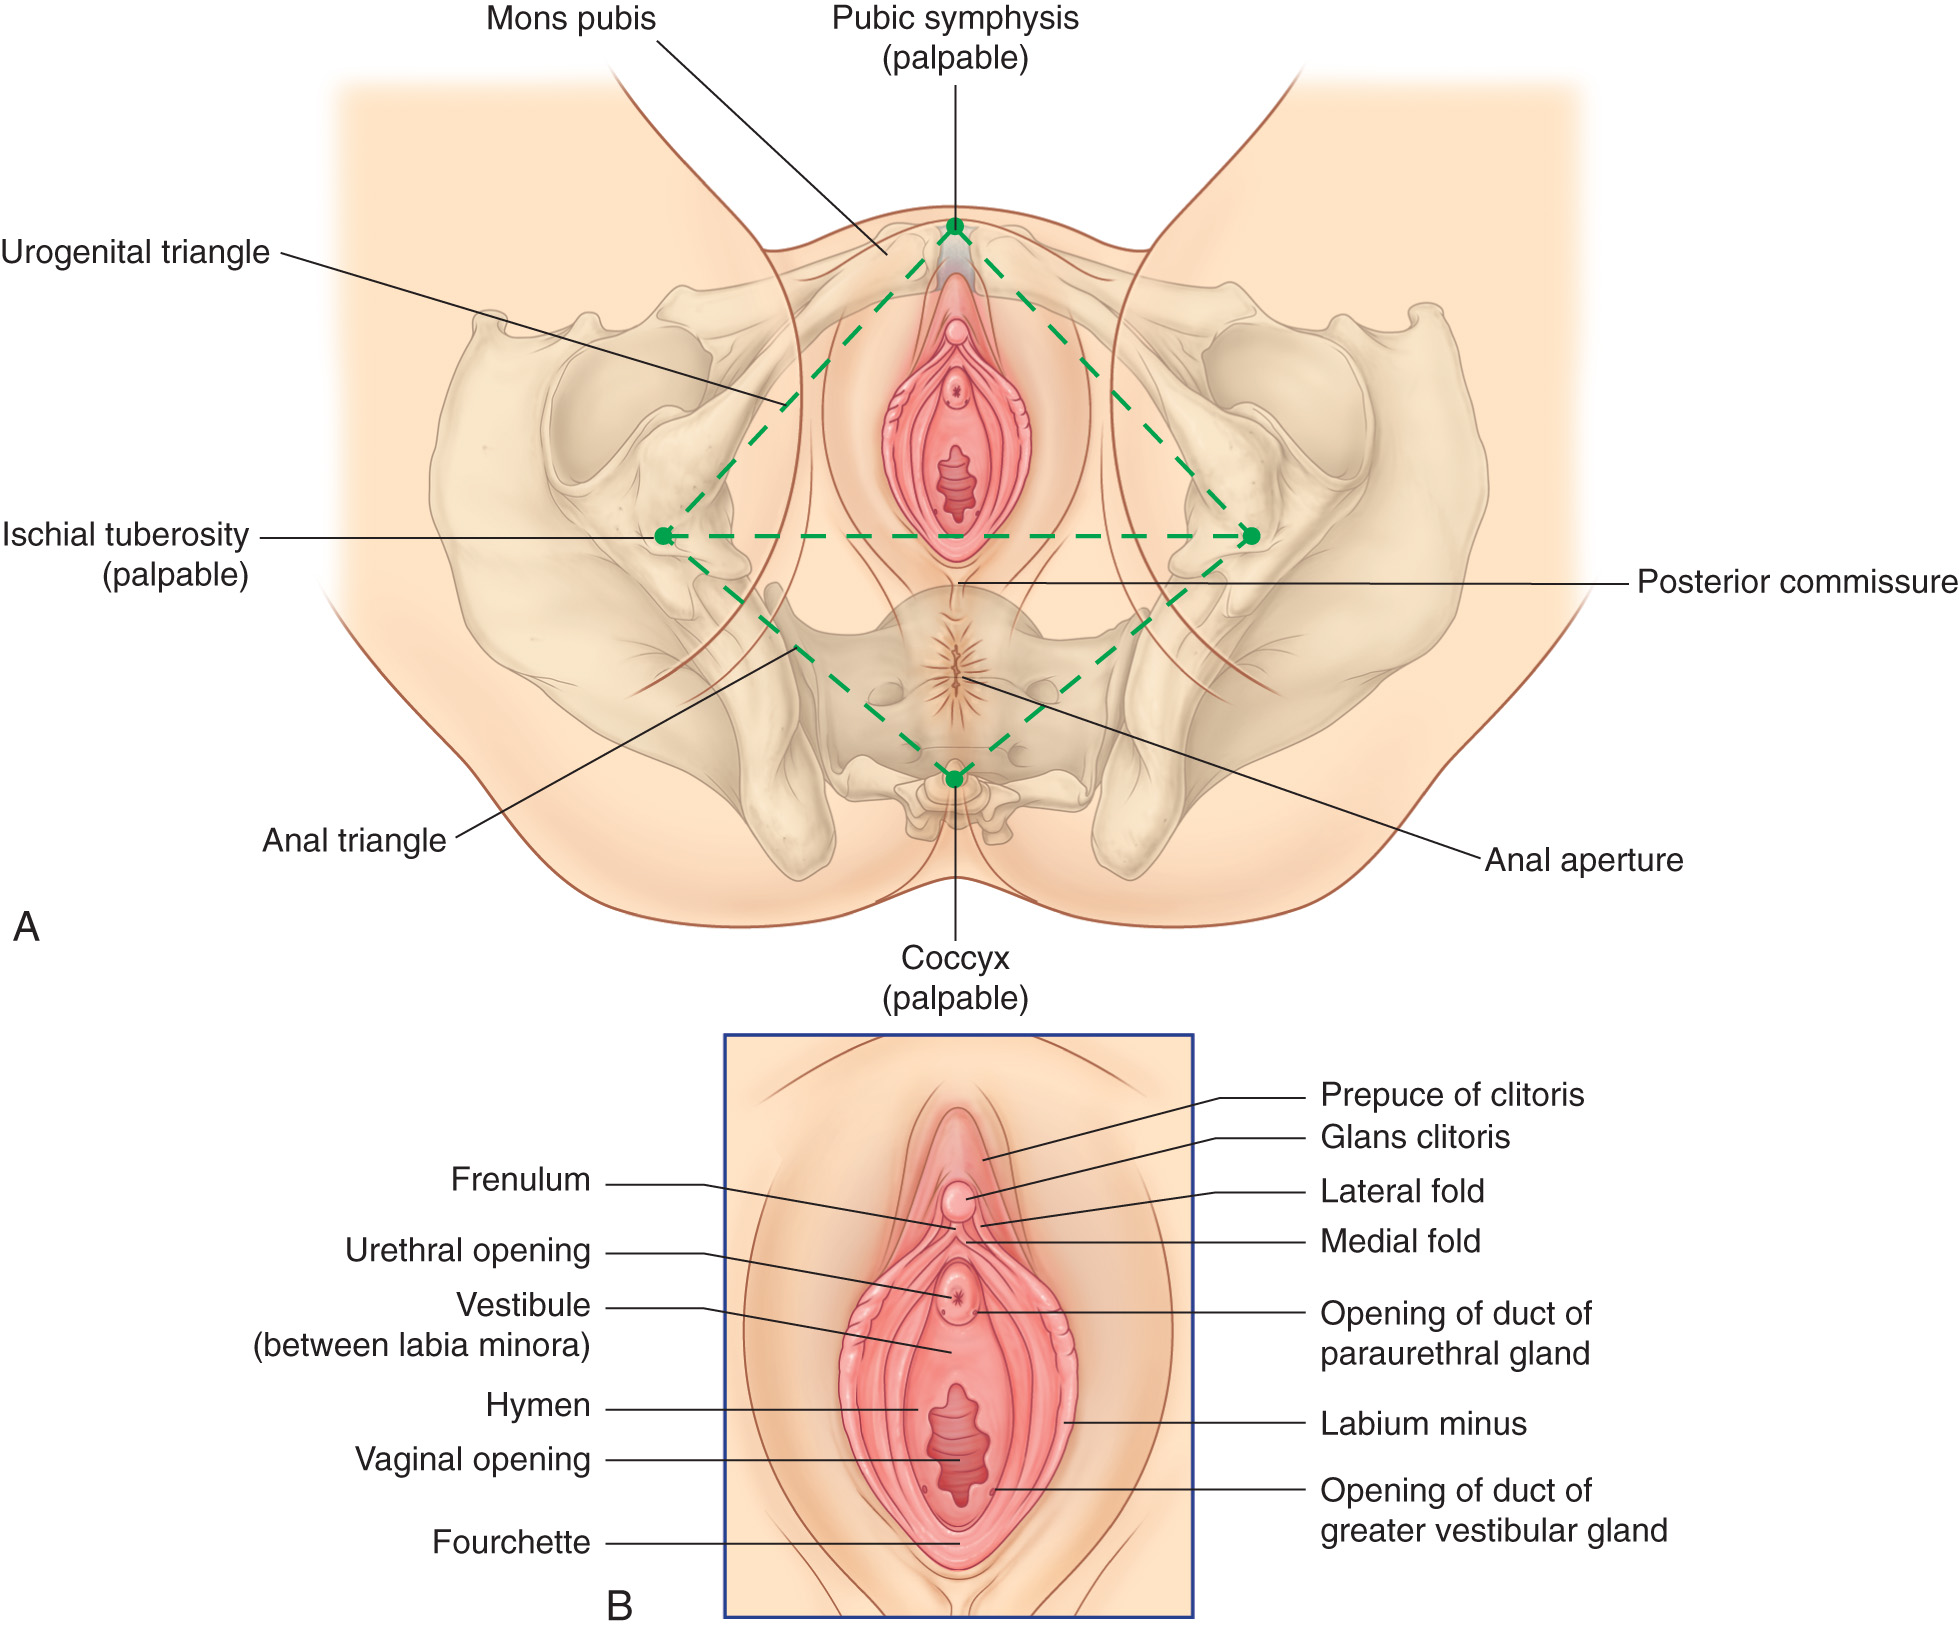 Mons pubis
Pubic symphysis
(palpable)
Urogenital triangle
Ischial tuberosity
(palpable)
Posterior commissure
Anal triangle
Anal aperture
A
Coccyx
(palpable)
Prepuce of clitoris
Glans clitoris
Frenulum
Lateral fold
Medial fold
Urethral opening
Vestibule
(between labia minora)
Opening of duct of
paraurethral gland
Hymen
Labium minus
Vaginal opening
Opening of duct of
greater vestibular gland
Fourchette
B